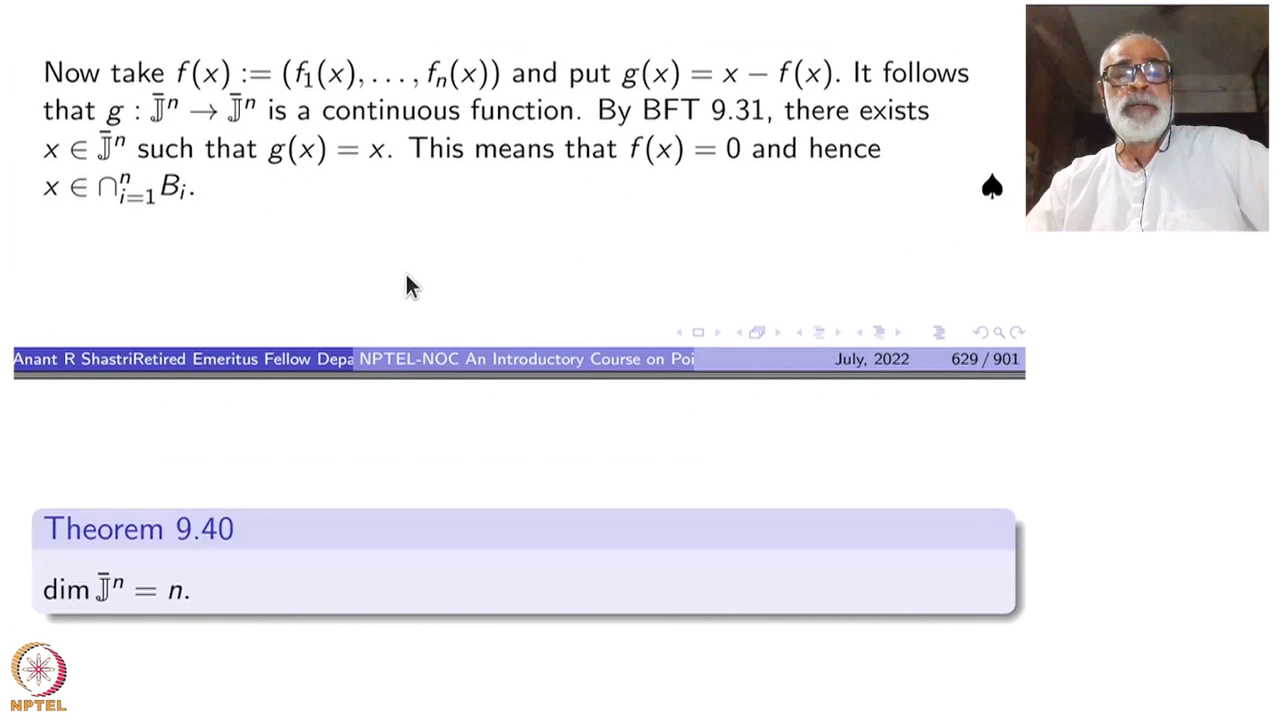 Now take f(x) := (f₁(x), . . . , fₙ(x)) and put g(x) = x − f(x). It follows
that g : 𝕁̄ⁿ → 𝕁̄ⁿ is a continuous function. By BFT 9.31, there exists
x ∈ 𝕁̄ⁿ such that g(x) = x. This means that f(x) = 0 and hence
x ∈ ∩ⁿᵢ₌₁ Bᵢ. ♠
Anant R ShastriRetired Emeritus Fellow Depa NPTEL-NOC An Introductory Course on Poi July, 2022 629 / 901
Theorem 9.40
dim 𝕁̄ⁿ = n.
NPTEL